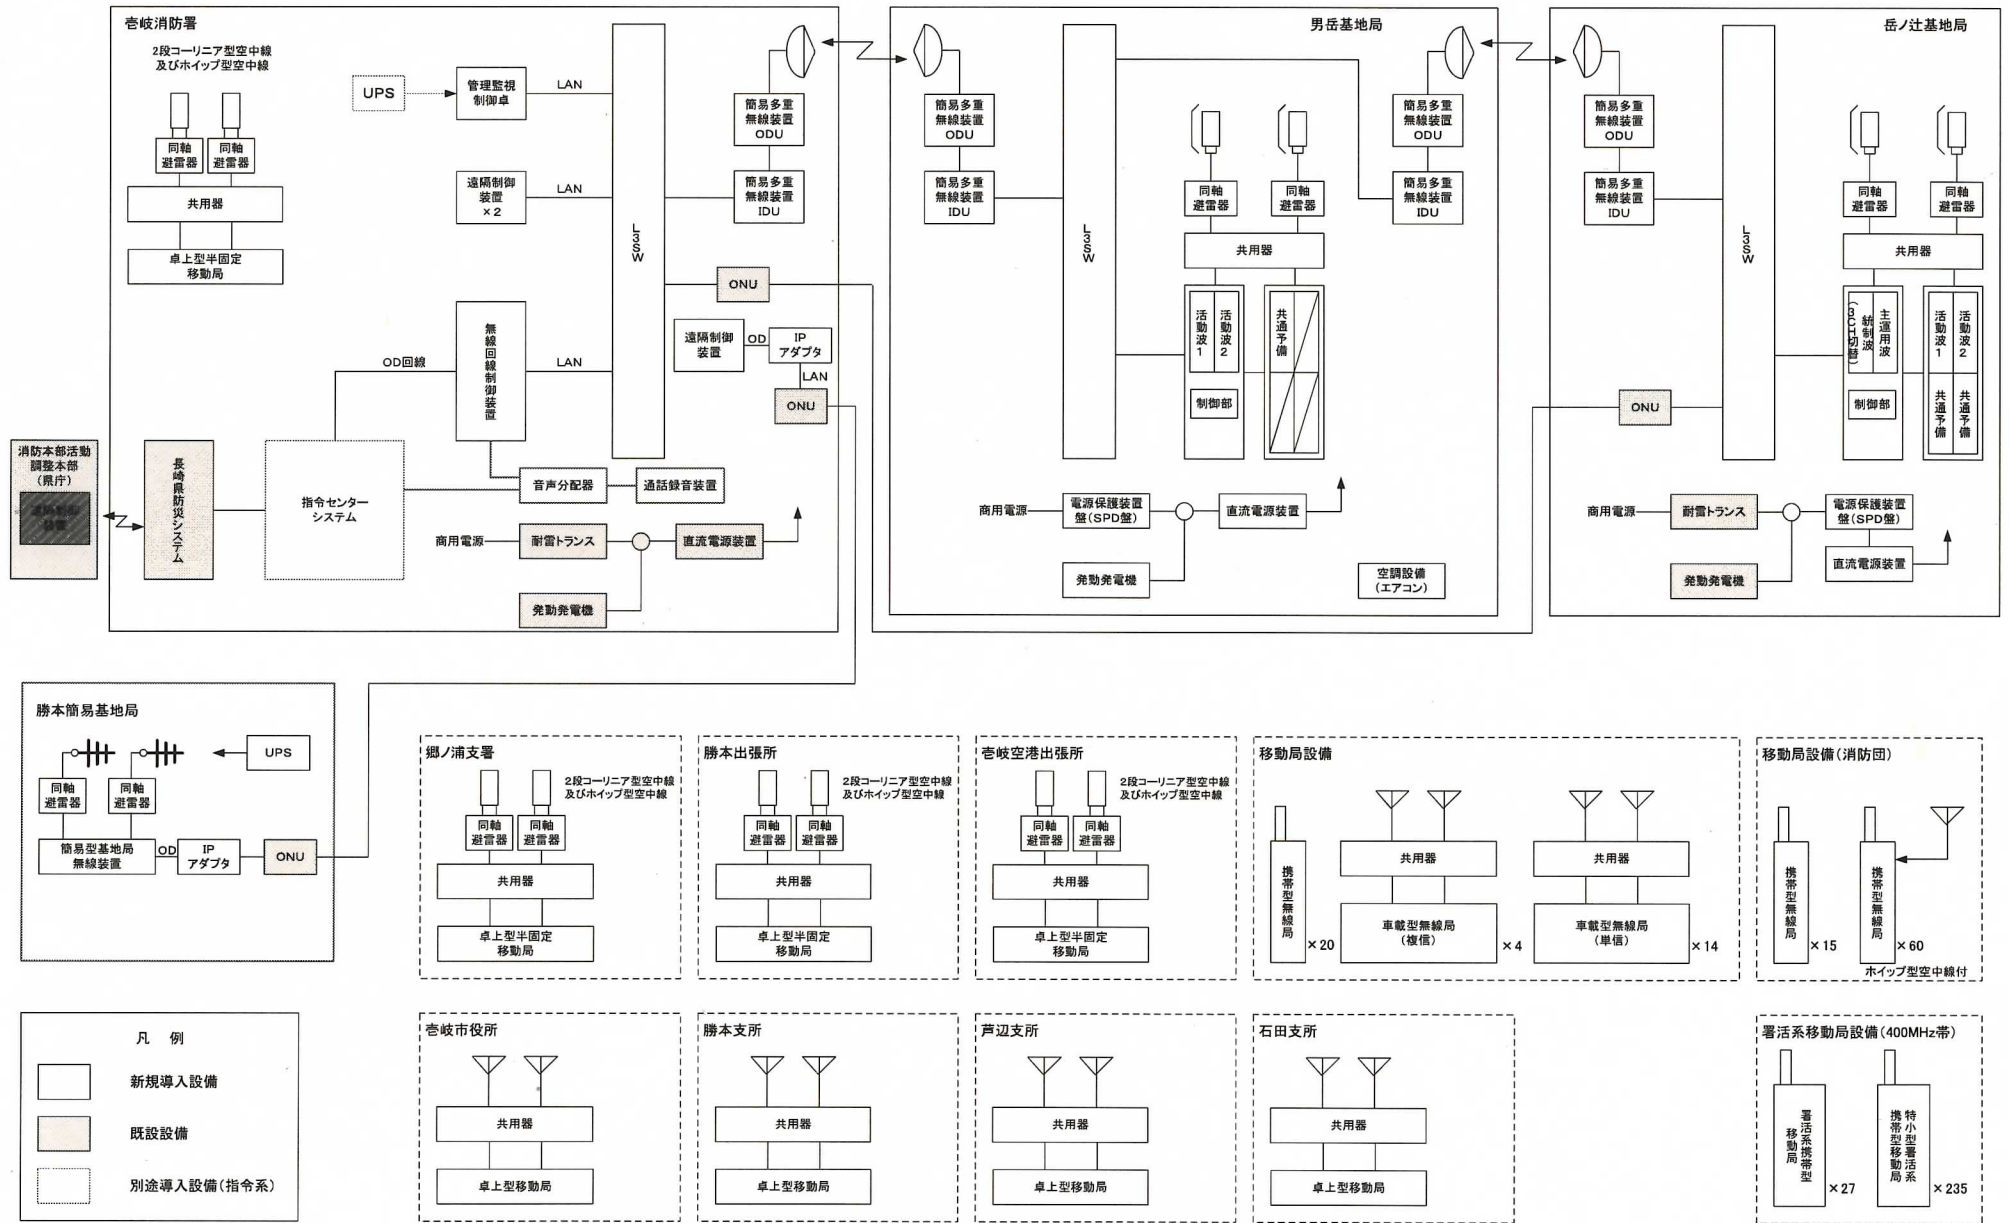 壱岐消防署
2段コーリニア型空中線
及びホイップ型空中線
同軸
避雷器
同軸
避雷器
共用器
卓上型半固定
移動局
UPS
管理監視
制御卓
LAN
遠隔制御
装置
×2
LAN
L3SW
簡易多重
無線装置
ODU
簡易多重
無線装置
IDU
ONU
遠隔制御
装置
OD
IP
アダプタ
LAN
ONU
OD回線
無線回線制御装置
LAN
消防本部活動
調整本部
(県庁)
長崎県防災システム
指令センター
システム
音声分配器
通話録音装置
商用電源
耐雷トランス
直流電源装置
発動発電機
男岳基地局
簡易多重
無線装置
ODU
簡易多重
無線装置
IDU
L3SW
同軸
避雷器
同軸
避雷器
共用器
活動波1
活動波2
制御部
共通予備
簡易多重
無線装置
ODU
簡易多重
無線装置
IDU
商用電源
電源保護装置
盤(SPD盤)
直流電源装置
発動発電機
空調設備
(エアコン)
岳ノ辻基地局
簡易多重
無線装置
ODU
簡易多重
無線装置
IDU
L3SW
ONU
同軸
避雷器
同軸
避雷器
共用器
主運用波
統制波
(3CH切替)
制御部
活動波1
活動波2
共通予備
共通予備
商用電源
耐雷トランス
電源保護装置
盤(SPD盤)
直流電源装置
発動発電機
勝本簡易基地局
UPS
同軸
避雷器
同軸
避雷器
簡易型基地局
無線装置
OD
IP
アダプタ
ONU
郷ノ浦支署
2段コーリニア型空中線
及びホイップ型空中線
同軸
避雷器
同軸
避雷器
共用器
卓上型半固定
移動局
勝本出張所
2段コーリニア型空中線
及びホイップ型空中線
同軸
避雷器
同軸
避雷器
共用器
卓上型半固定
移動局
壱岐空港出張所
2段コーリニア型空中線
及びホイップ型空中線
同軸
避雷器
同軸
避雷器
共用器
卓上型半固定
移動局
移動局設備
携帯型無線局
×20
共用器
車載型無線局
(複信)
×4
共用器
車載型無線局
(単信)
×14
移動局設備(消防団)
携帯型無線局
×15
携帯型無線局
×60
ホイップ型空中線付
凡 例
新規導入設備
既設設備
別途導入設備(指令系)
壱岐市役所
共用器
卓上型移動局
勝本支所
共用器
卓上型移動局
芦辺支所
共用器
卓上型移動局
石田支所
共用器
卓上型移動局
署活系移動局設備(400MHz帯)
署活系携帯型
移動局
×27
特小型署活系
携帯型移動局
×235